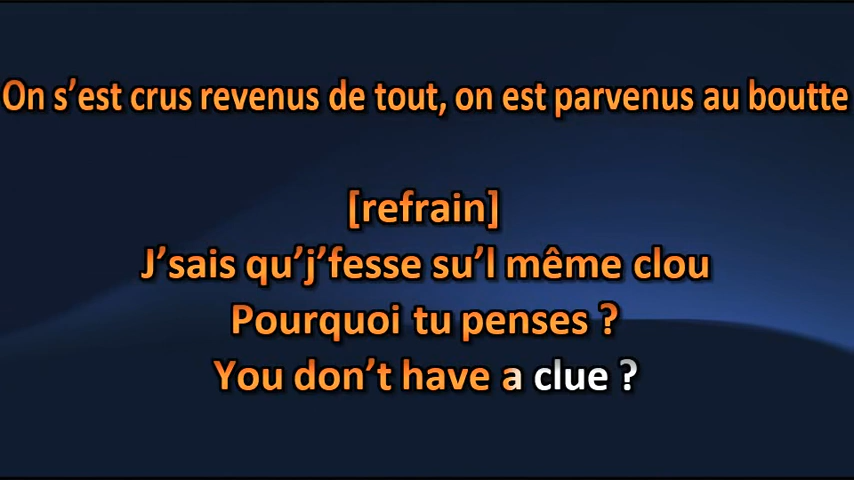 On s’est crus revenus de tout, on est parvenus au boutte
[refrain]
J’sais qu’j’fesse su’l même clou
Pourquoi tu penses ?
You don’t have a clue ?